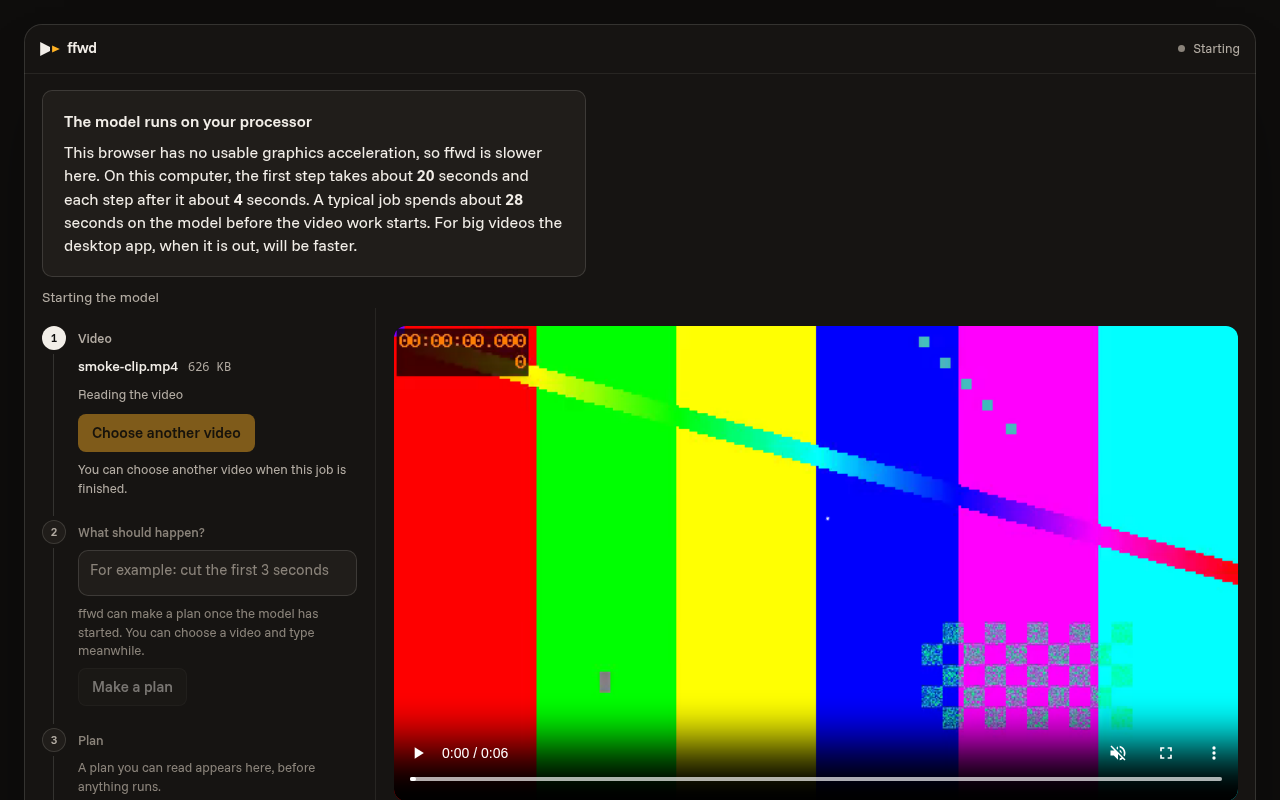 ffwd
Starting
The model runs on your processor
This browser has no usable graphics acceleration, so ffwd is slower
here. On this computer, the first step takes about 20 seconds and
each step after it about 4 seconds. A typical job spends about 28
seconds on the model before the video work starts. For big videos the
desktop app, when it is out, will be faster.
Starting the model
1
Video
smoke-clip.mp4 626 KB
Reading the video
Choose another video
You can choose another video when this job is
finished.
2
What should happen?
For example: cut the first 3 seconds
ffwd can make a plan once the model has
started. You can choose a video and type
meanwhile.
Make a plan
3
Plan
A plan you can read appears here, before
anything runs.
00:00:00.000
0
0:00 / 0:06